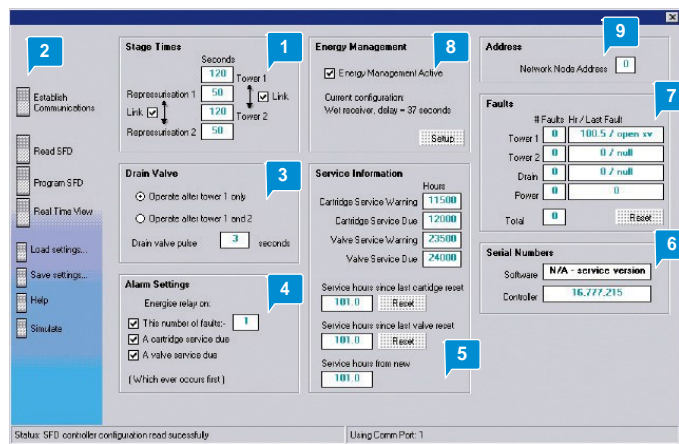 2
Establish
Communications
Read SFD
Program SFD
Real Time View
Load settings...
Save settings...
Help
Simulate
Stage Times
1
Seconds
120 Tower 1
Repressurisation 1 50
Link Link
120 Tower 2
Repressurisation 2 50
Drain Valve
3
Operate after tower 1 only
Operate after tower 1 and 2
Drain valve pulse 3 seconds
Alarm Settings
4
Energise relay on:
This number of faults:- 1
A cartridge service due
A valve service due
( Which ever occurs first )
Energy Management
8
Energy Management Active
Current configuration:
Wet receiver, delay = 37 seconds
Setup
Service Information
Hours
Cartridge Service Warning 11500
Cartridge Service Due 12000
Valve Service Warning 23500
Valve Service Due 24000
Service hours since last cartidge reset
101.0 Reset
Service hours since last valve reset
101.0 Reset
5
Service hours from new
101.0
Address
9
Network Node Address 0
Faults
7
# Faults Hr / Last Fault
Tower 1 0 100.5 / open xv
Tower 2 0 0 / null
Drain 0 0 / null
Power 0 0
Total 0 Reset
Serial Numbers
6
Software N/A - service version
Controller 16,777,215
Status: SFD controller configuration read sucessfully
Using Comm Port: 1